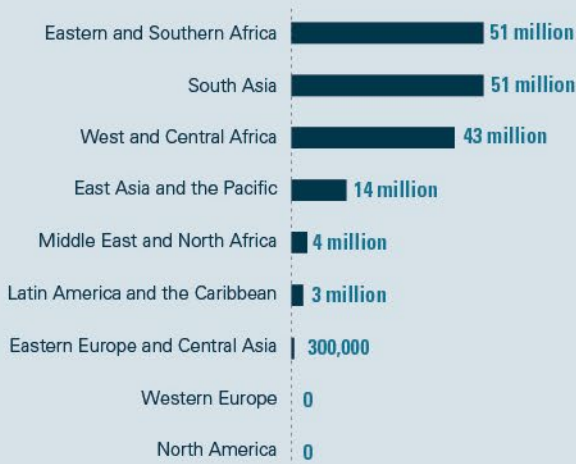 Eastern and Southern Africa 51 million
South Asia 51 million
West and Central Africa 43 million
East Asia and the Pacific 14 million
Middle East and North Africa 4 million
Latin America and the Caribbean 3 million
Eastern Europe and Central Asia 300,000
Western Europe 0
North America 0